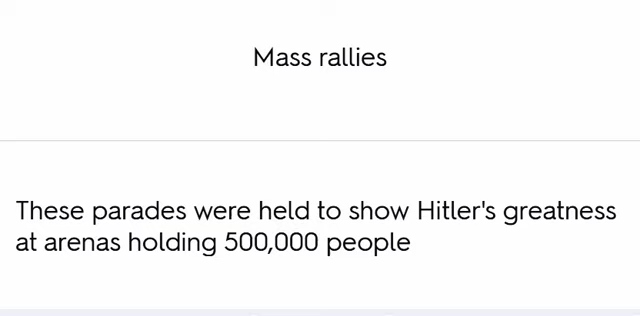 Mass rallies
These parades were held to show Hitler's greatness
at arenas holding 500,000 people